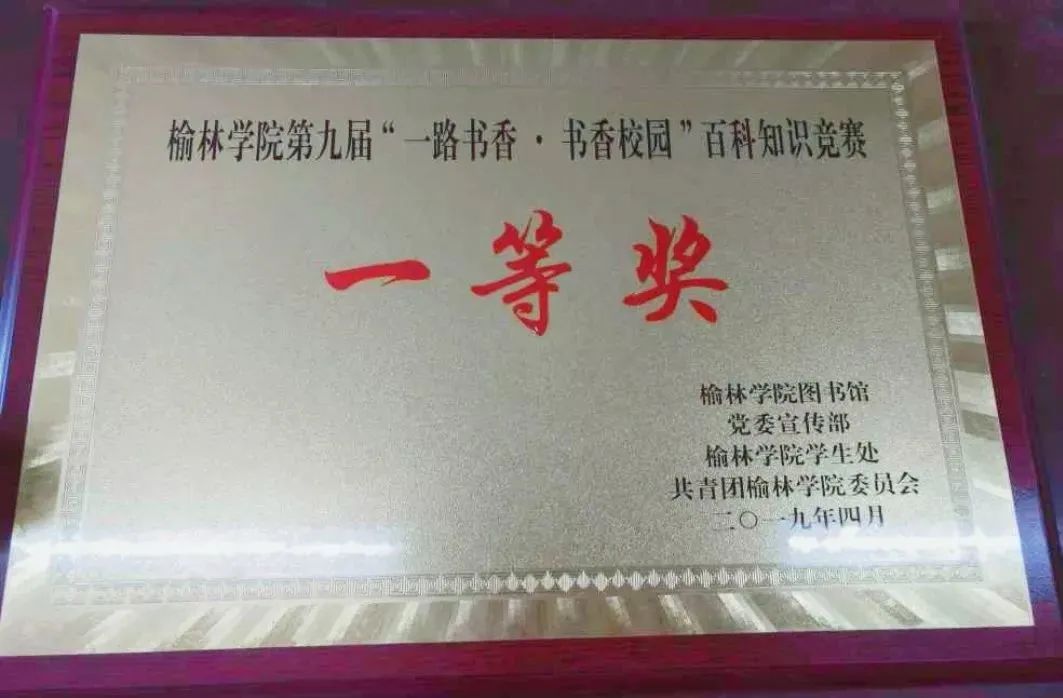 榆林学院第九届“一路书香·书香校园”百科知识竞赛
一等奖
榆林学院图书馆
党委宣传部
榆林学院学生处
共青团榆林学院委员会
二〇一九年四月